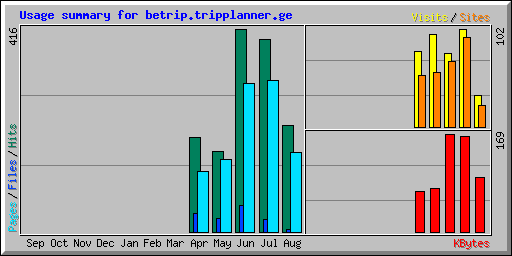 Usage summary for betrip.tripplanner.ge
Visits/Sites
416
102
169
Pages/Files/Hits
Sep Oct Nov Dec Jan Feb Mar Apr May Jun Jul Aug
KBytes